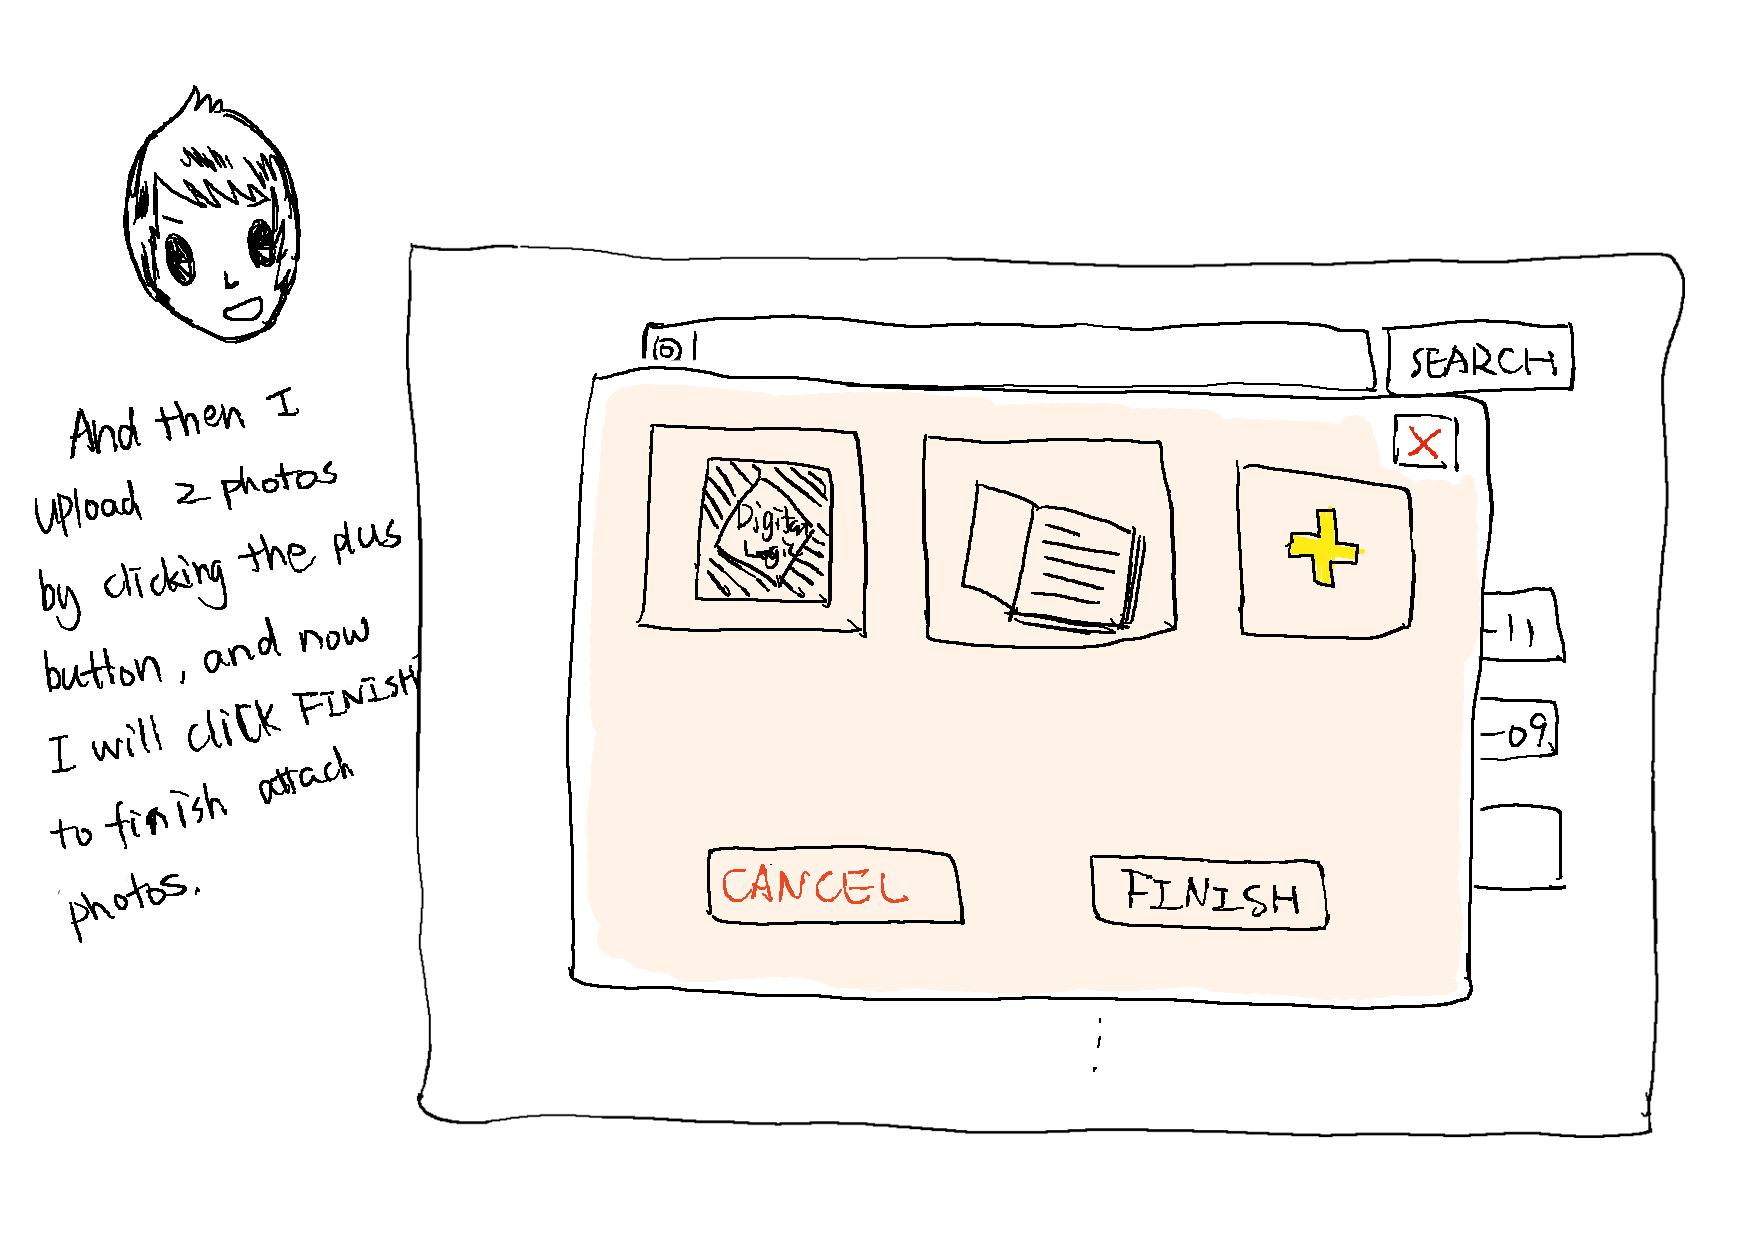 And then I
upload 2 photos
by clicking the plus
button, and now
I will click FINISH
to finish attach
photos.
SEARCH
X
Digital
Logic
-11
-09
CANCEL
FINISH